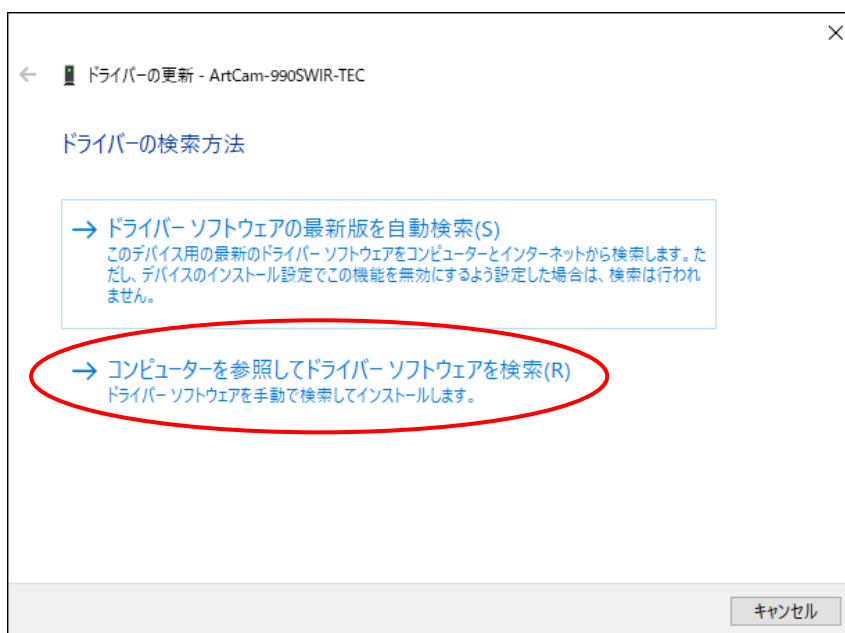 ドライバーの更新 - ArtCam-990SWIR-TEC
ドライバーの検索方法
ドライバー ソフトウェアの最新版を自動検索(S)
このデバイス用の最新のドライバー ソフトウェアをコンピューターとインターネットから検索します。た
だし、デバイスのインストール設定でこの機能を無効にするよう設定した場合は、検索は行われ
ません。
コンピューターを参照してドライバー ソフトウェアを検索(R)
ドライバー ソフトウェアを手動で検索してインストールします。
キャンセル